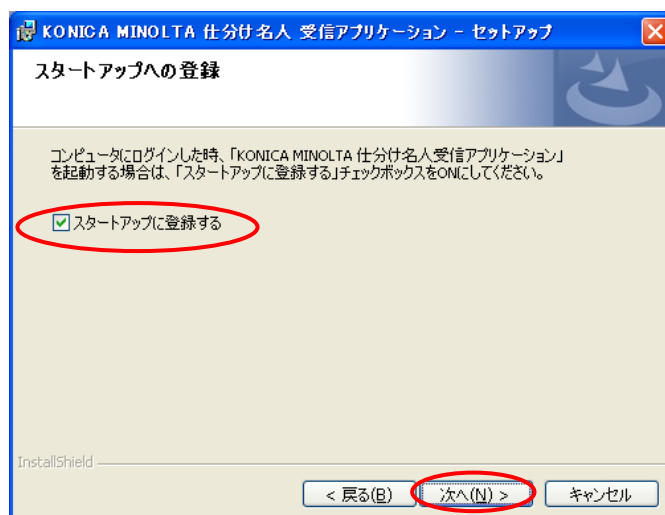 KONICA MINOLTA 仕分け名人 受信アプリケーション - セットアップ
スタートアップへの登録
コンピュータにログインした時、「KONICA MINOLTA 仕分け名人受信アプリケーション」
を起動する場合は、「スタートアップに登録する」チェックボックスをONにしてください。
スタートアップに登録する
InstallShield
< 戻る(B)
次へ(N) >
キャンセル